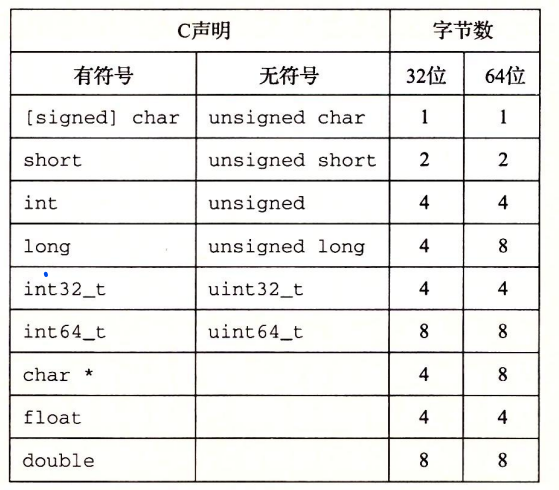 C声明 字节数
有符号 无符号 32位 64位
[signed] char unsigned char 1 1
short unsigned short 2 2
int unsigned 4 4
long unsigned long 4 8
int32_t uint32_t 4 4
int64_t uint64_t 8 8
char * 4 8
float 4 4
double 8 8